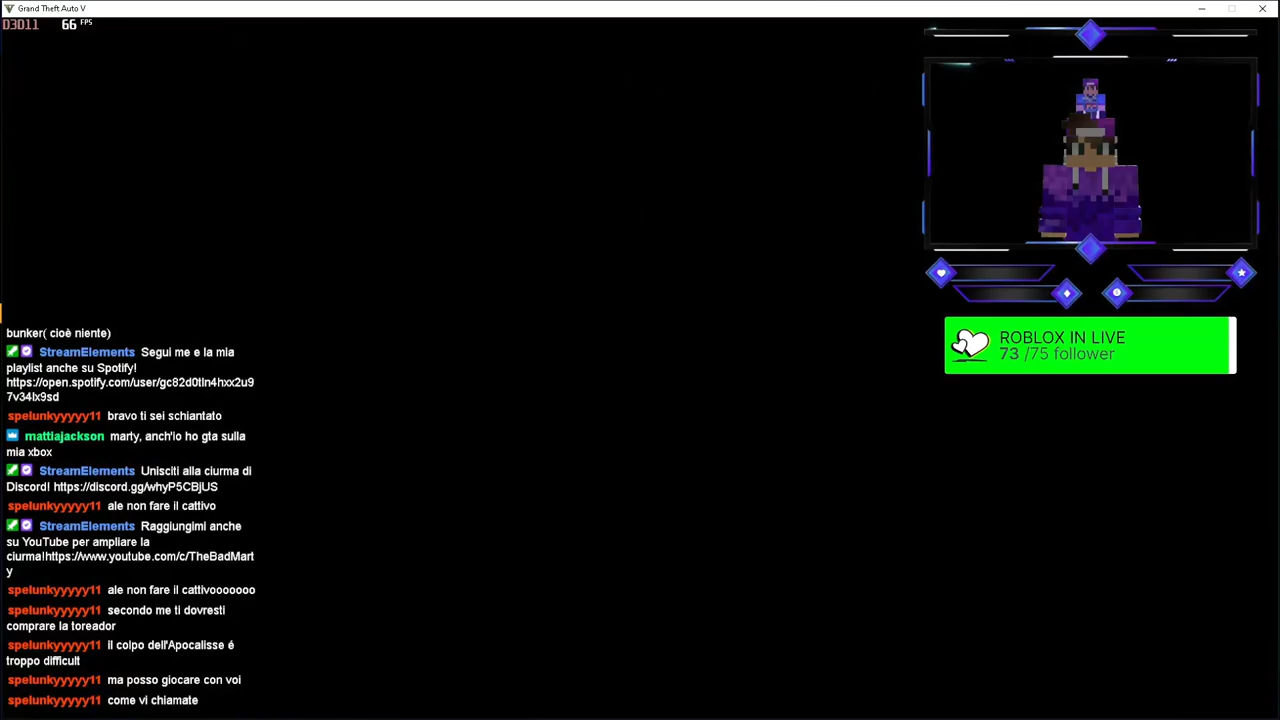 Grand Theft Auto V
D3D11 66 FPS
ROBLOX IN LIVE
73 /75 follower
bunker( cioè niente)
StreamElements Segui me e la mia
playlist anche su Spotify!
https://open.spotify.com/user/gc82d0tln4hxx2u9
7v34lx9sd
spelunkyyyyy11 bravo ti sei schiantato
mattiajackson marty, anch'io ho gta sulla
mia xbox
StreamElements Unisciti alla ciurma di
Discord! https://discord.gg/whyP5CBjUS
spelunkyyyyy11 ale non fare il cattivo
StreamElements Raggiungimi anche
su YouTube per ampliare la
ciurma!https://www.youtube.com/c/TheBadMart
y
spelunkyyyyy11 ale non fare il cattivooooooo
spelunkyyyyy11 secondo me ti dovresti
comprare la toreador
spelunkyyyyy11 il colpo dell'Apocalisse é
troppo difficult
spelunkyyyyy11 ma posso giocare con voi
spelunkyyyyy11 come vi chiamate